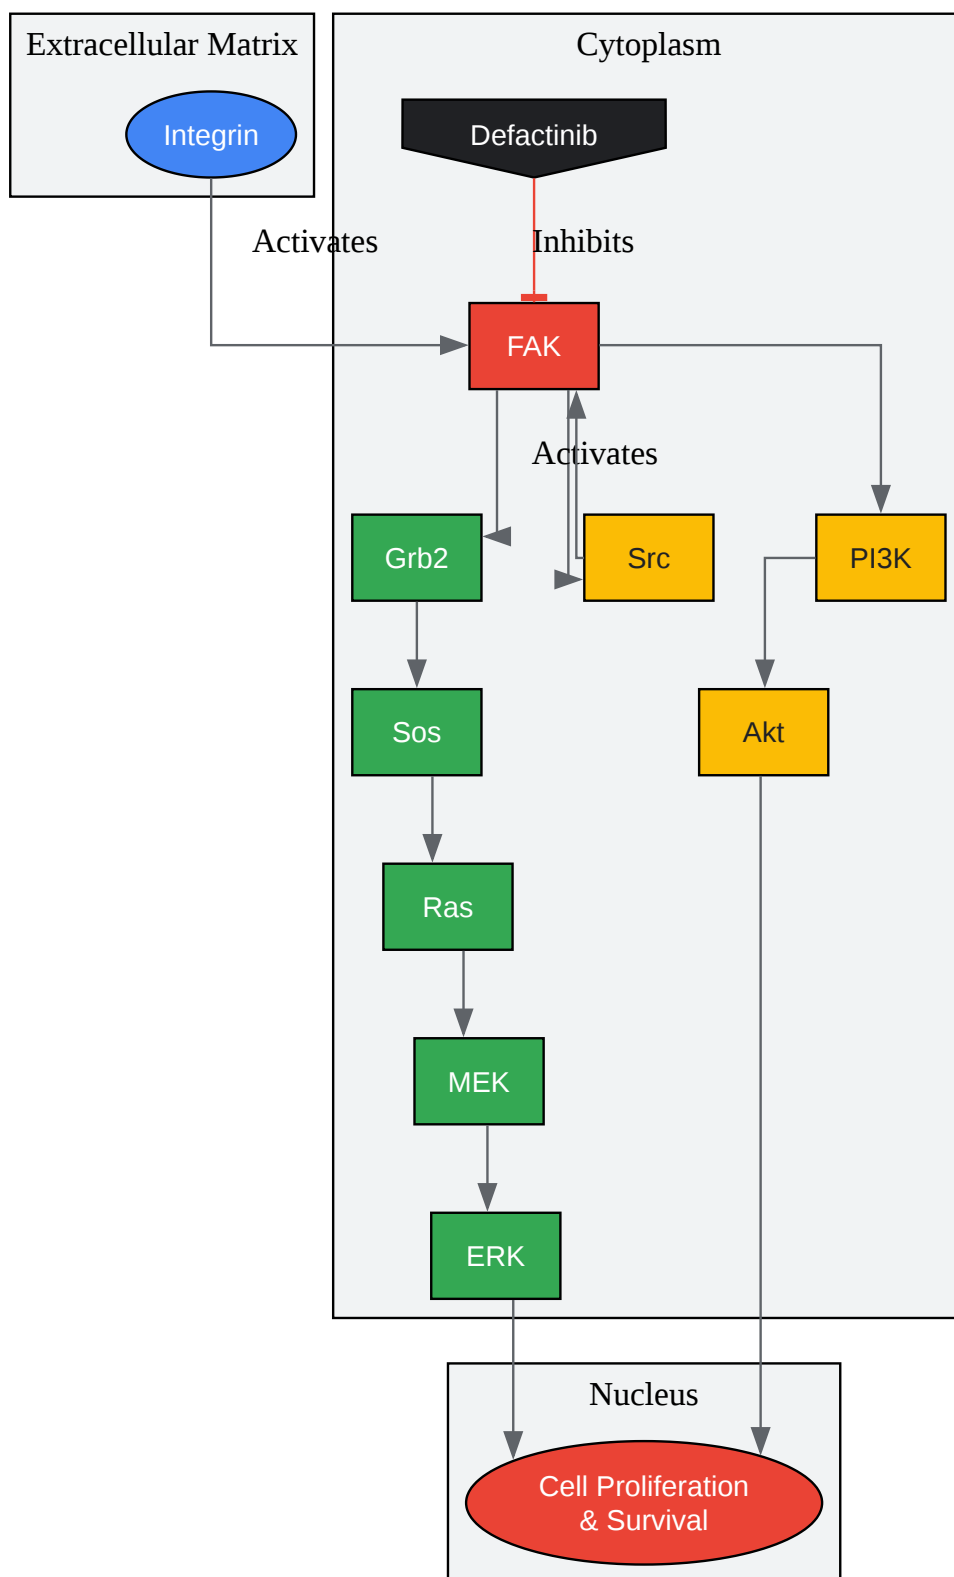 Extracellular Matrix
Cytoplasm
Integrin
Defactinib
Activates
Inhibits
FAK
Activates
Grb2
Src
PI3K
Sos
Akt
Ras
MEK
ERK
Nucleus
Cell Proliferation
& Survival